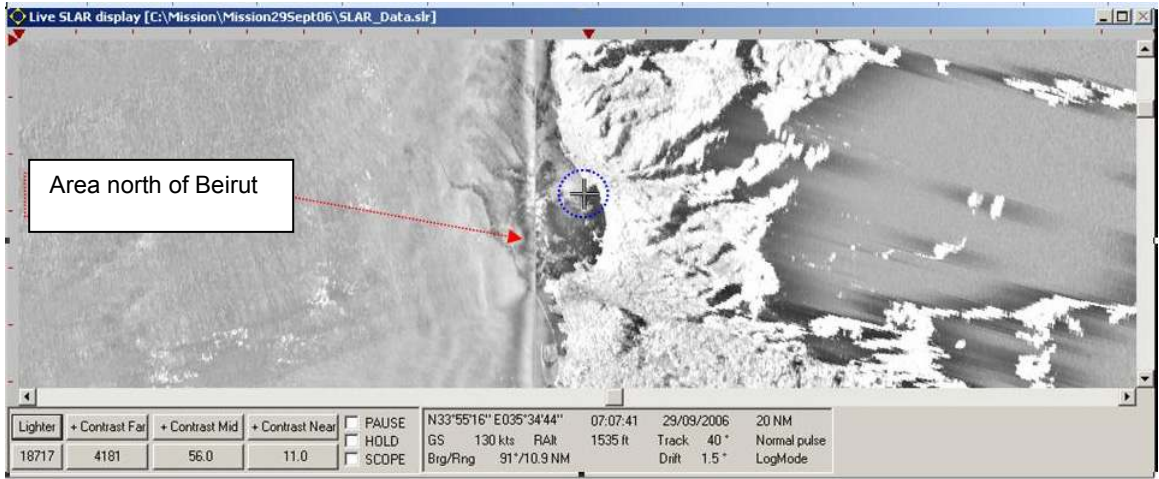 Live SLAR display [C:\Mission\Mission29Sept06\SLAR_Data.slr]
Area north of Beirut
Lighter + Contrast Far + Contrast Mid + Contrast Near PAUSE N33°55'16" E035°34'44" 07:07:41 29/09/2006 20 NM
HOLD GS 130 kts RAlt 1535 ft Track 40 ° Normal pulse
18717 4181 56.0 11.0 SCOPE Brg/Rng 91°/10.9 NM Drift 1.5 ° LogMode